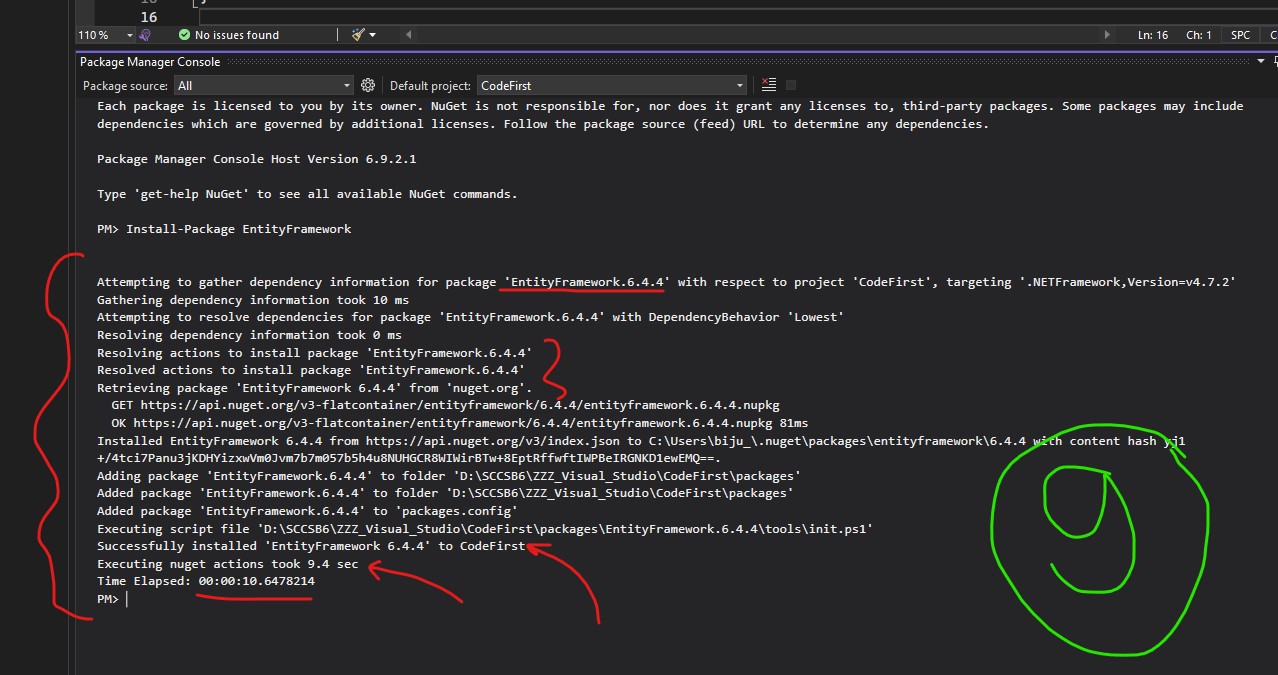 16
110 %
No issues found
Ln: 16 Ch: 1 SPC
Package Manager Console
Package source: All Default project: CodeFirst
Each package is licensed to you by its owner. NuGet is not responsible for, nor does it grant any licenses to, third-party packages. Some packages may include
dependencies which are governed by additional licenses. Follow the package source (feed) URL to determine any dependencies.
Package Manager Console Host Version 6.9.2.1
Type 'get-help NuGet' to see all available NuGet commands.
PM> Install-Package EntityFramework
Attempting to gather dependency information for package 'EntityFramework.6.4.4' with respect to project 'CodeFirst', targeting '.NETFramework,Version=v4.7.2'
Gathering dependency information took 10 ms
Attempting to resolve dependencies for package 'EntityFramework.6.4.4' with DependencyBehavior 'Lowest'
Resolving dependency information took 0 ms
Resolving actions to install package 'EntityFramework.6.4.4'
Resolved actions to install package 'EntityFramework.6.4.4'
Retrieving package 'EntityFramework 6.4.4' from 'nuget.org'.
GET https://api.nuget.org/v3-flatcontainer/entityframework/6.4.4/entityframework.6.4.4.nupkg
OK https://api.nuget.org/v3-flatcontainer/entityframework/6.4.4/entityframework.6.4.4.nupkg 81ms
Installed EntityFramework 6.4.4 from https://api.nuget.org/v3/index.json to C:\Users\biju_\.nuget\packages\entityframework\6.4.4 with content hash yj1
+/4tci7Panu3jKDHYizxwVm0Jvm7b7m057b5h4u8NUHGCR8WIWirBTw+8EptRffwftIWPBeIRGNKD1ewEMQ==.
Adding package 'EntityFramework.6.4.4' to folder 'D:\SCCSB6\ZZZ_Visual_Studio\CodeFirst\packages'
Added package 'EntityFramework.6.4.4' to folder 'D:\SCCSB6\ZZZ_Visual_Studio\CodeFirst\packages'
Added package 'EntityFramework.6.4.4' to 'packages.config'
Executing script file 'D:\SCCSB6\ZZZ_Visual_Studio\CodeFirst\packages\EntityFramework.6.4.4\tools\init.ps1'
Successfully installed 'EntityFramework 6.4.4' to CodeFirst
Executing nuget actions took 9.4 sec
Time Elapsed: 00:00:10.6478214
PM>
9